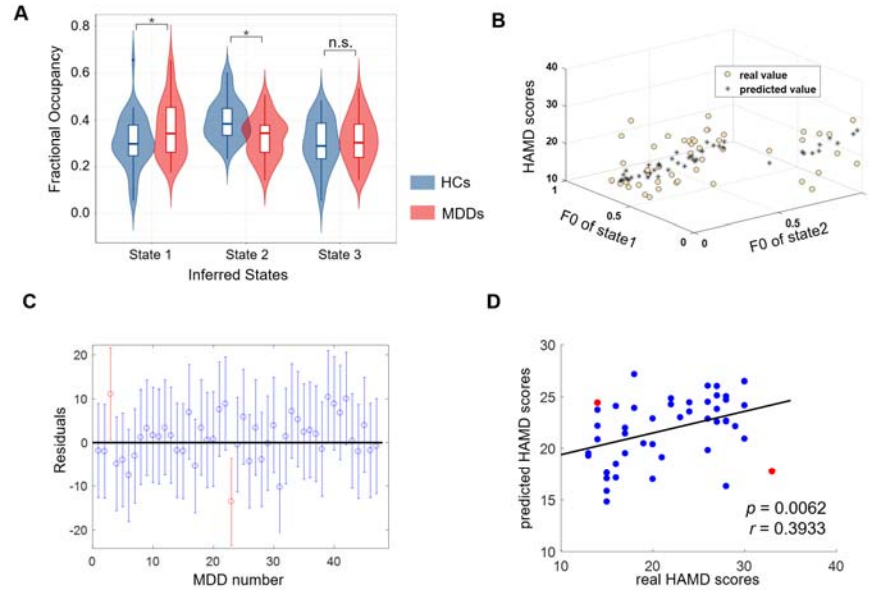 A
0.8
0.6
0.4
0.2
0.0
Fractional Occupancy
*
*
n.s.
State 1
State 2
State 3
Inferred States
HCs
MDDs
B
40
30
20
10
HAMD scores
real value
predicted value
1
0.5
0
F0 of state1
0
0.5
F0 of state2
C
20
10
0
-10
-20
Residuals
0
10
20
30
40
MDD number
D
30
25
20
15
10
predicted HAMD scores
p = 0.0062
r = 0.3933
10
20
30
40
real HAMD scores